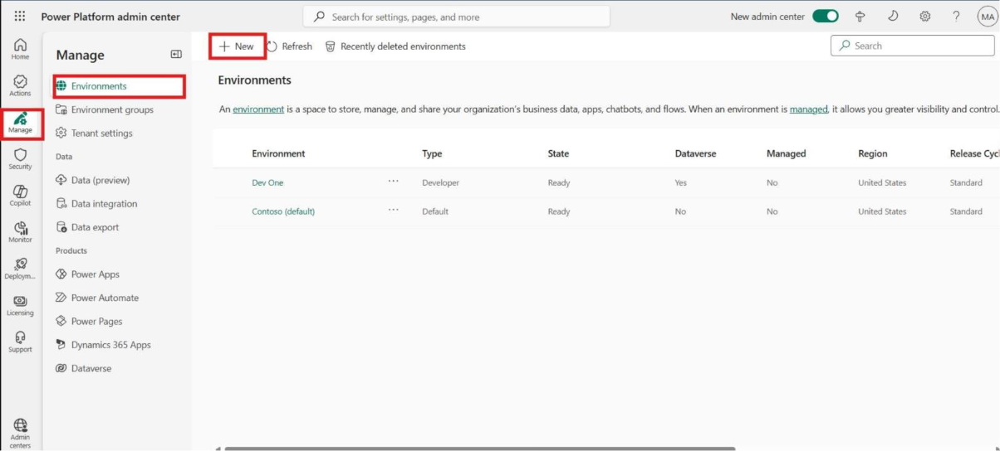 Power Platform admin center
Search for settings, pages, and more
New admin center
MA
Home
Actions
Manage
Security
Copilot
Monitor
Deploym...
Licensing
Support
Admin
centers
Manage
Environments
Environment groups
Tenant settings
Data
Data (preview)
Data integration
Data export
Products
Power Apps
Power Automate
Power Pages
Dynamics 365 Apps
Dataverse
New Refresh Recently deleted environments
Search
Environments
An environment is a space to store, manage, and share your organization's business data, apps, chatbots, and flows. When an environment is managed, it allows you greater visibility and control.
Environment Type State Dataverse Managed Region Release Cyc
Dev One ... Developer Ready Yes No United States Standard
Contoso (default) ... Default Ready No No United States Standard